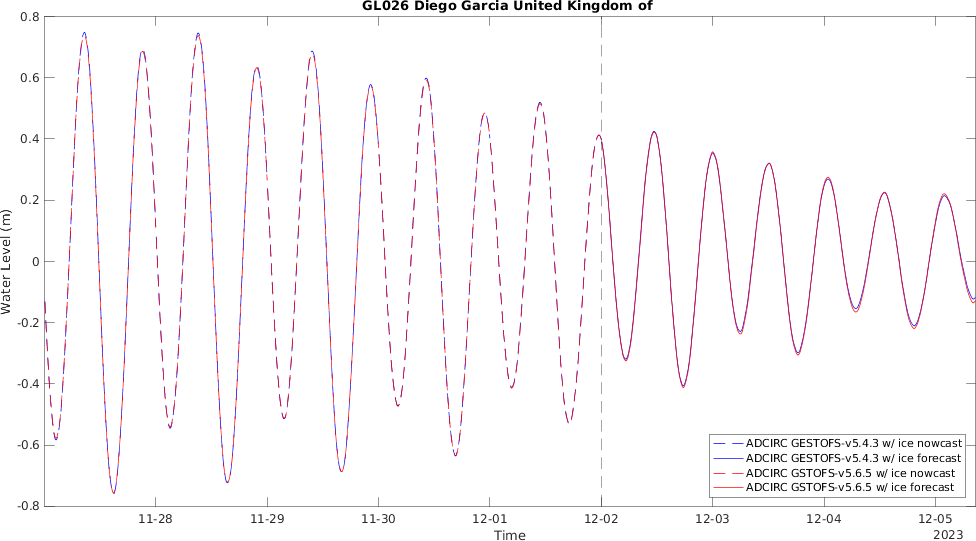 GL026 Diego Garcia United Kingdom of
0.8
0.6
0.4
0.2
0
-0.2
-0.4
-0.6
-0.8
Water Level (m)
ADCIRC GESTOFS-v5.4.3 w/ ice nowcast
ADCIRC GESTOFS-v5.4.3 w/ ice forecast
ADCIRC GSTOFS-v5.6.5 w/ ice nowcast
ADCIRC GSTOFS-v5.6.5 w/ ice forecast
11-28 11-29 11-30 12-01 12-02 12-03 12-04 12-05
Time
2023